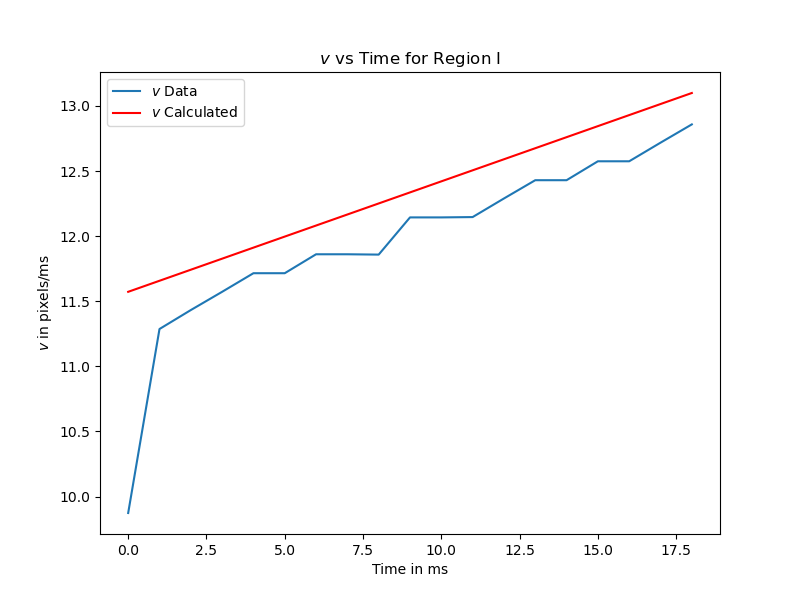 v vs Time for Region I
v Data
v Calculated
13.0
12.5
12.0
11.5
11.0
10.5
10.0
v in pixels/ms
0.0 2.5 5.0 7.5 10.0 12.5 15.0 17.5
Time in ms